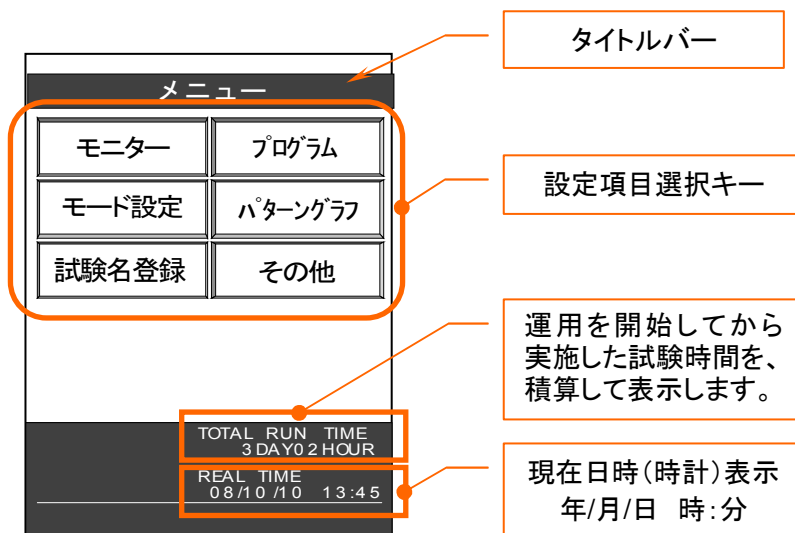 タイトルバー
メニュー
モニター
プログラム
モード設定
パターングラフ
試験名登録
その他
設定項目選択キー
運用を開始してから
実施した試験時間を、
積算して表示します。
TOTAL RUN TIME
3DAY02HOUR
REAL TIME
08/10/10 13:45
現在日時(時計)表示
年/月/日 時:分